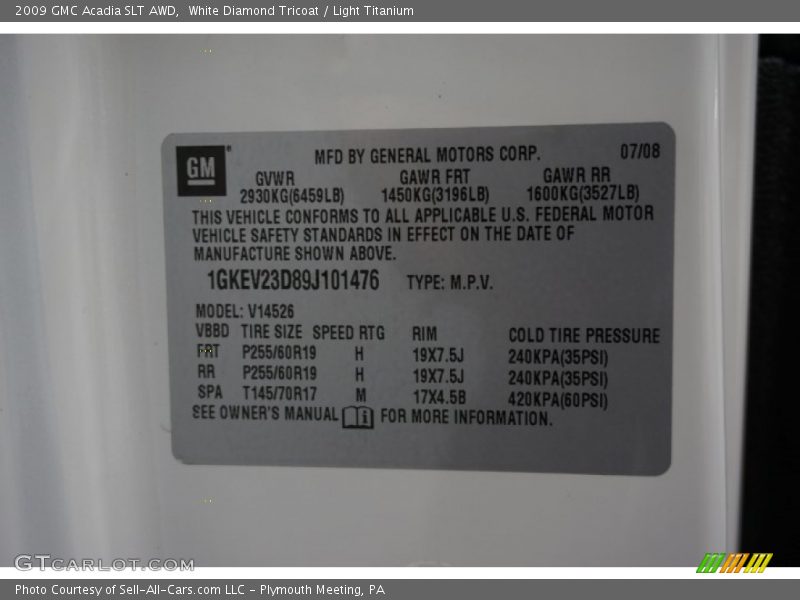 2009 GMC Acadia SLT AWD,  White Diamond Tricoat / Light Titanium
GM
MFD BY GENERAL MOTORS CORP. 07/08
GVWR GAWR FRT GAWR RR
2930KG(6459LB) 1450KG(3196LB) 1600KG(3527LB)
THIS VEHICLE CONFORMS TO ALL APPLICABLE U.S. FEDERAL MOTOR
VEHICLE SAFETY STANDARDS IN EFFECT ON THE DATE OF
MANUFACTURE SHOWN ABOVE.
1GKEV23D89J101476 TYPE: M.P.V.
MODEL: V14526
VBBD TIRE SIZE SPEED RTG RIM COLD TIRE PRESSURE
FRT P255/60R19 H 19X7.5J 240KPA(35PSI)
RR P255/60R19 H 19X7.5J 240KPA(35PSI)
SPA T145/70R17 M 17X4.5B 420KPA(60PSI)
SEE OWNER'S MANUAL i FOR MORE INFORMATION.
GTCARLOT.COM
Photo Courtesy of Sell-All-Cars.com LLC - Plymouth Meeting, PA